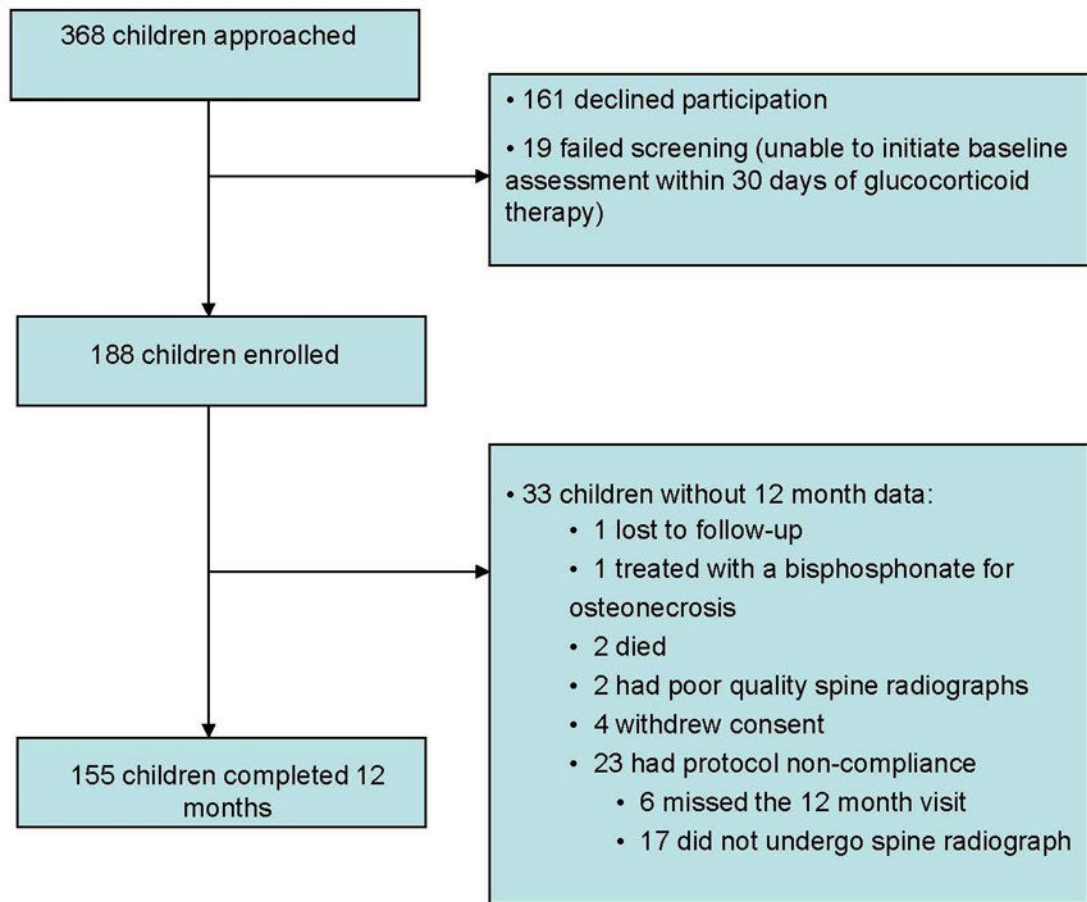 368 children approached
• 161 declined participation
• 19 failed screening (unable to initiate baseline
assessment within 30 days of glucocorticoid
therapy)
188 children enrolled
• 33 children without 12 month data:
• 1 lost to follow-up
• 1 treated with a bisphosphonate for
osteonecrosis
• 2 died
• 2 had poor quality spine radiographs
• 4 withdrew consent
• 23 had protocol non-compliance
• 6 missed the 12 month visit
• 17 did not undergo spine radiograph
155 children completed 12
months